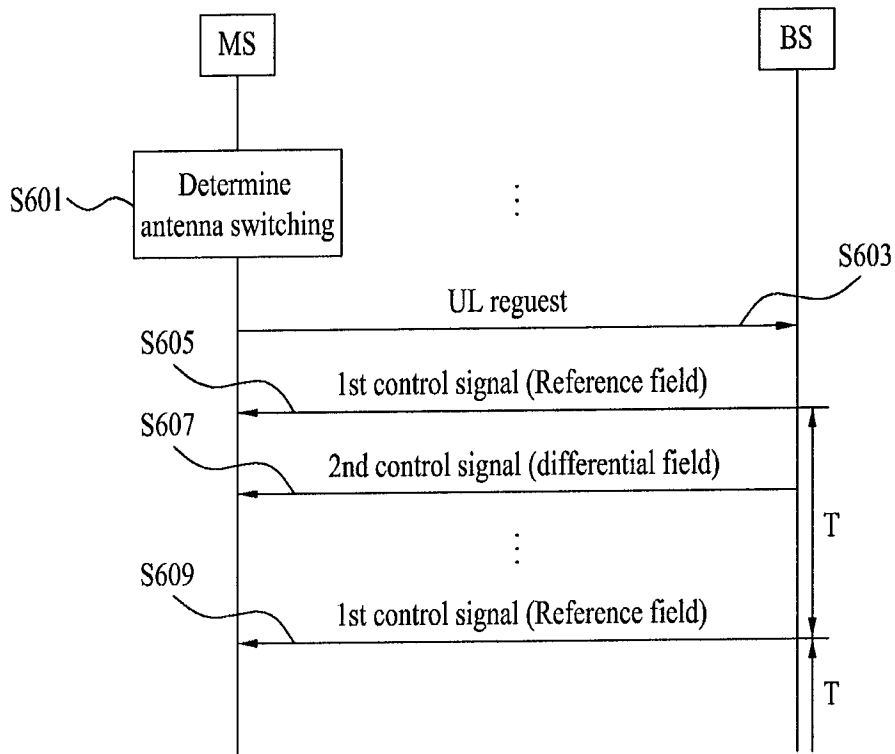 MS
BS
S601
Determine
antenna switching
S603
UL reguest
S605
1st control signal (Reference field)
S607
2nd control signal (differential field)
T
S609
1st control signal (Reference field)
T